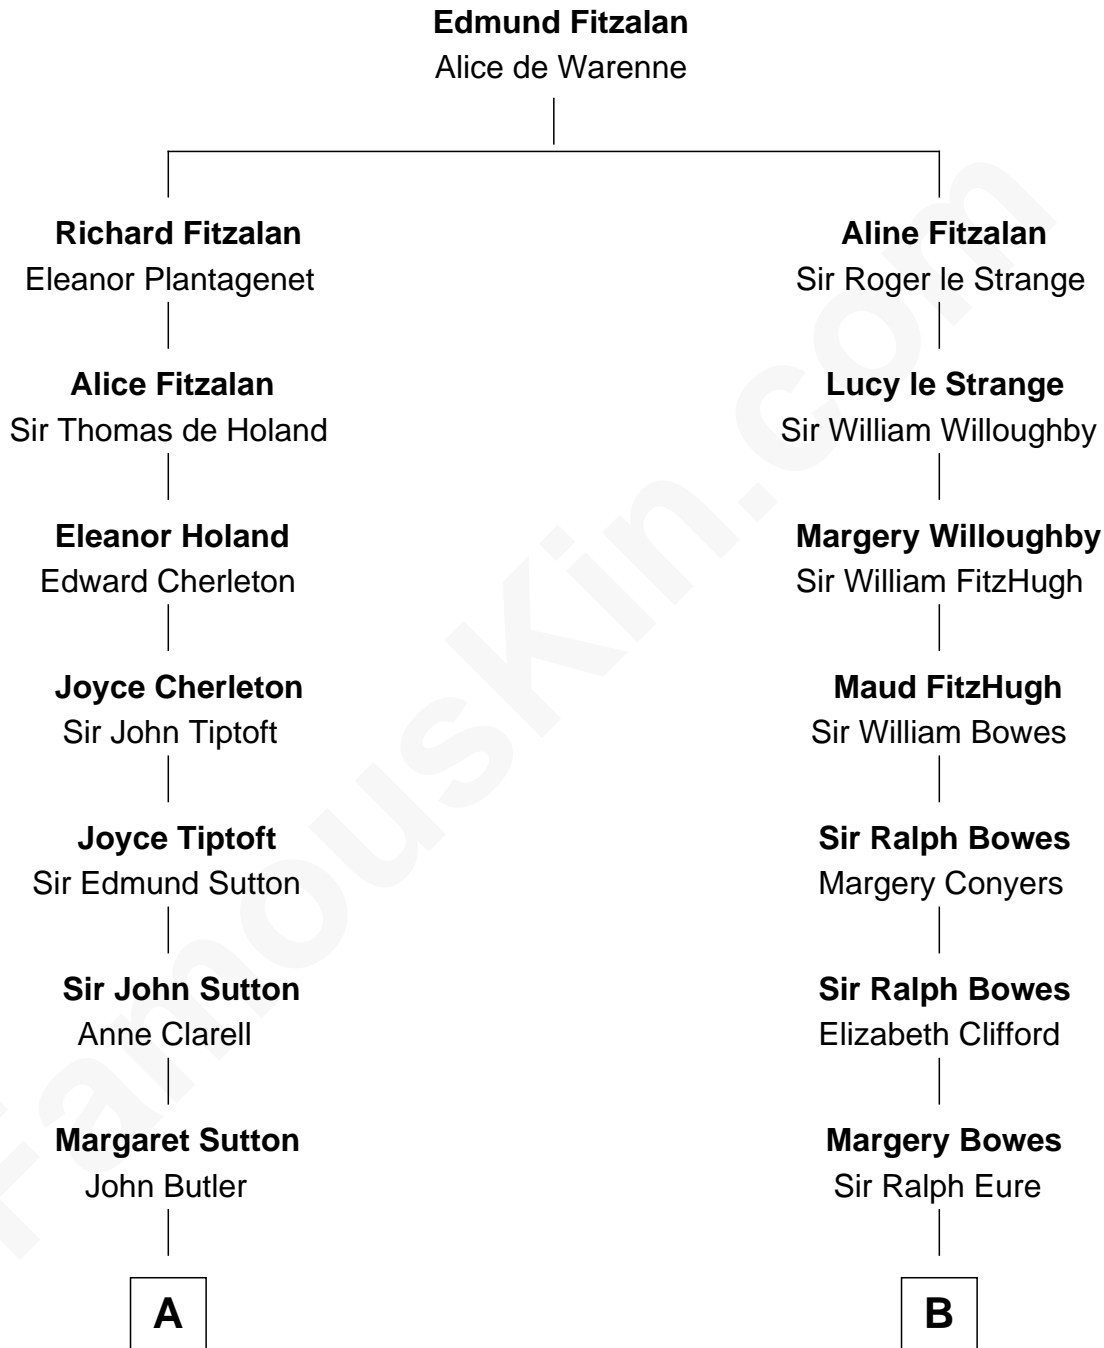 Edmund Fitzalan
Alice de Warenne
Richard Fitzalan
Eleanor Plantagenet
Aline Fitzalan
Sir Roger le Strange
Alice Fitzalan
Sir Thomas de Holand
Lucy le Strange
Sir William Willoughby
Eleanor Holand
Edward Cherleton
Margery Willoughby
Sir William FitzHugh
Joyce Cherleton
Sir John Tiptoft
Maud FitzHugh
Sir William Bowes
Joyce Tiptoft
Sir Edmund Sutton
Sir Ralph Bowes
Margery Conyers
Sir John Sutton
Anne Clarell
Sir Ralph Bowes
Elizabeth Clifford
Margaret Sutton
John Butler
Margery Bowes
Sir Ralph Eure
A
B
FamousKin.com